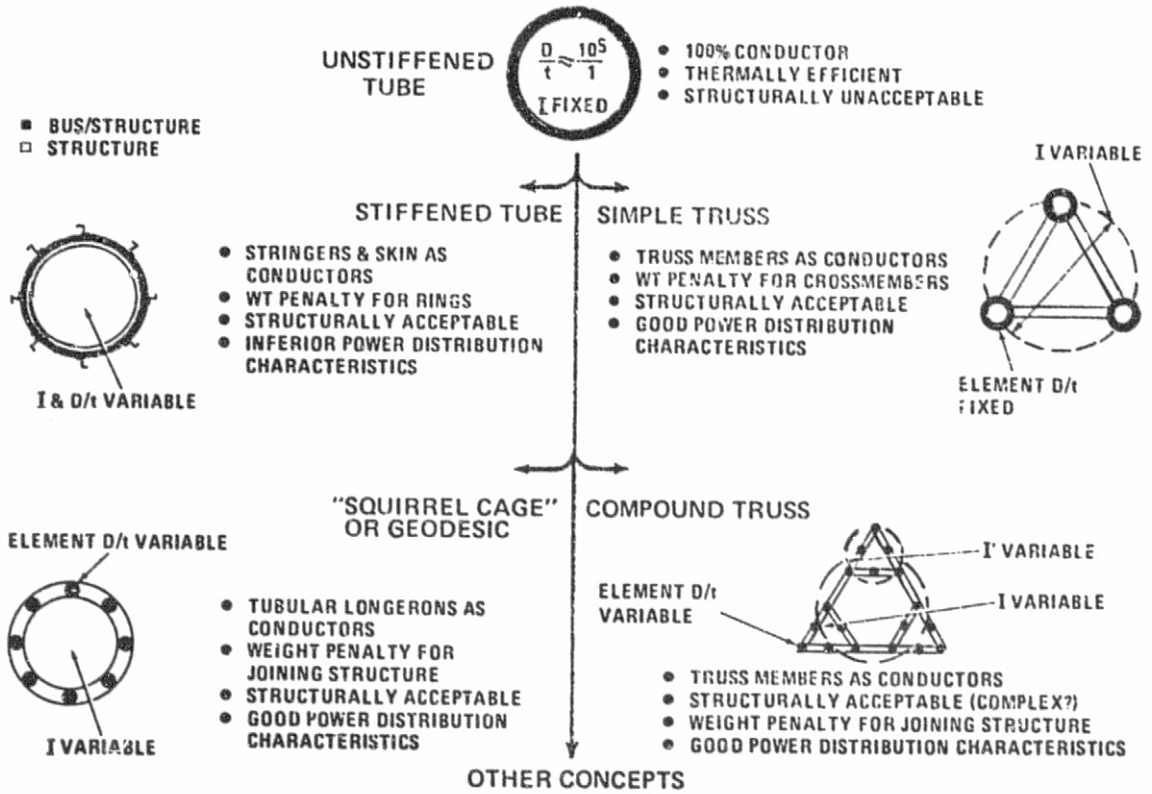 UNSTIFFENED
TUBE
D/t ≈ 10⁵/1
I FIXED
● 100% CONDUCTOR
● THERMALLY EFFICIENT
● STRUCTURALLY UNACCEPTABLE
■ BUS/STRUCTURE
□ STRUCTURE
STIFFENED TUBE
● STRINGERS & SKIN AS
CONDUCTORS
● WT PENALTY FOR RINGS
● STRUCTURALLY ACCEPTABLE
● INFERIOR POWER DISTRIBUTION
CHARACTERISTICS
I & D/t VARIABLE
SIMPLE TRUSS
● TRUSS MEMBERS AS CONDUCTORS
● WT PENALTY FOR CROSSMEMBERS
● STRUCTURALLY ACCEPTABLE
● GOOD POWER DISTRIBUTION
CHARACTERISTICS
I VARIABLE
ELEMENT D/t
FIXED
"SQUIRREL CAGE"
OR GEODESIC
ELEMENT D/t VARIABLE
● TUBULAR LONGERONS AS
CONDUCTORS
● WEIGHT PENALTY FOR
JOINING STRUCTURE
● STRUCTURALLY ACCEPTABLE
● GOOD POWER DISTRIBUTION
CHARACTERISTICS
I VARIABLE
COMPOUND TRUSS
I' VARIABLE
I VARIABLE
ELEMENT D/t
VARIABLE
● TRUSS MEMBERS AS CONDUCTORS
● STRUCTURALLY ACCEPTABLE (COMPLEX?)
● WEIGHT PENALTY FOR JOINING STRUCTURE
● GOOD POWER DISTRIBUTION CHARACTERISTICS
OTHER CONCEPTS